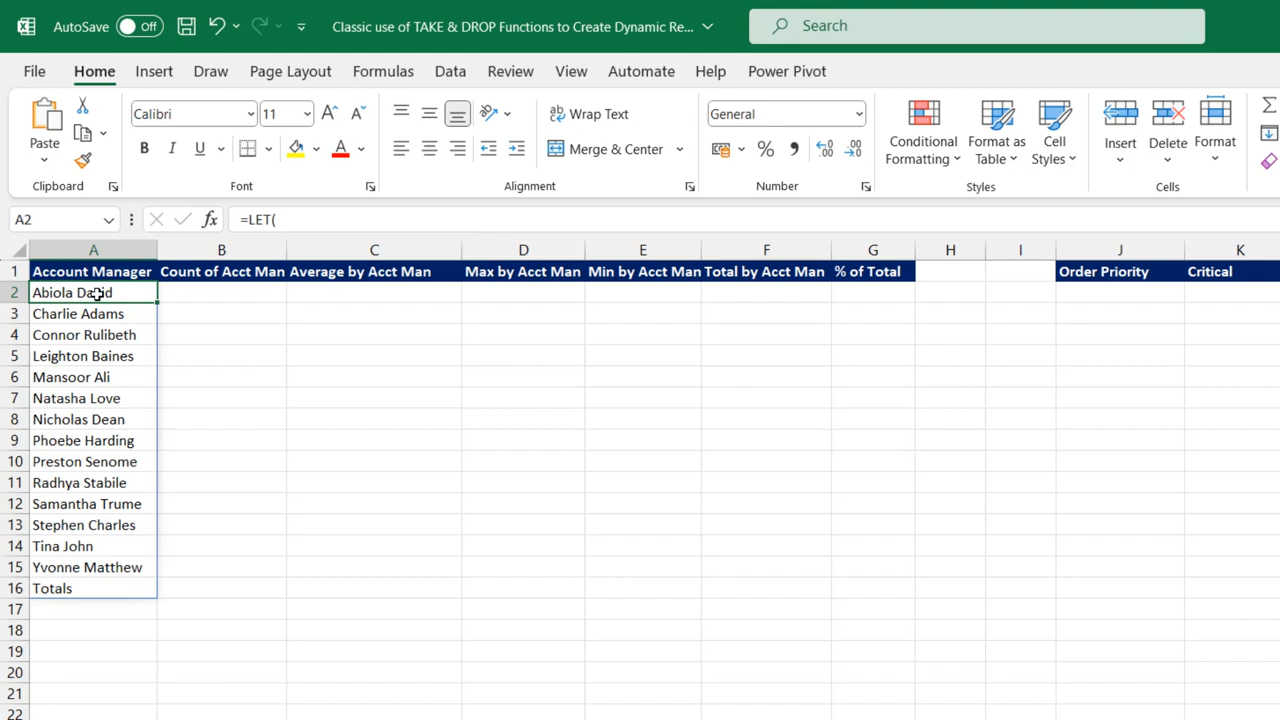 AutoSave Off Classic use of TAKE & DROP Functions to Create Dynamic Re... Search
File Home Insert Draw Page Layout Formulas Data Review View Automate Help Power Pivot
Paste
Clipboard
Calibri 11
B I U A
Font
Wrap Text
Merge & Center
Alignment
General
% 9
Number
Conditional Formatting
Format as Table
Cell Styles
Styles
Insert Delete Format
Cells
A2 fx =LET(
A B C D E F G H I J K
1 Account Manager Count of Acct Man Average by Acct Man Max by Acct Man Min by Acct Man Total by Acct Man % of Total Order Priority Critical
2 Abiola David
3 Charlie Adams
4 Connor Rulibeth
5 Leighton Baines
6 Mansoor Ali
7 Natasha Love
8 Nicholas Dean
9 Phoebe Harding
10 Preston Senome
11 Radhya Stabile
12 Samantha Trume
13 Stephen Charles
14 Tina John
15 Yvonne Matthew
16 Totals
17
18
19
20
21
22